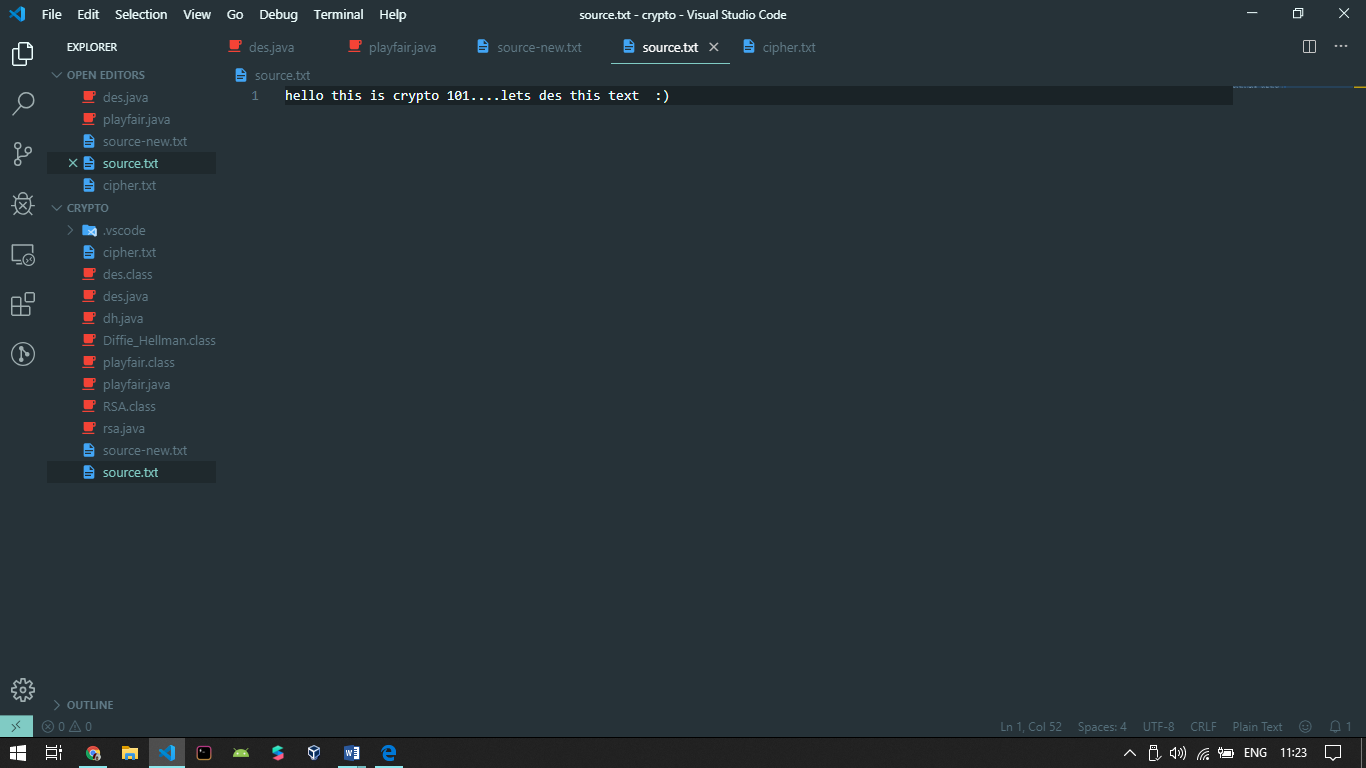 File Edit Selection View Go Debug Terminal Help source.txt - crypto - Visual Studio Code
EXPLORER
OPEN EDITORS
des.java
playfair.java
source-new.txt
source.txt
cipher.txt
CRYPTO
.vscode
cipher.txt
des.class
des.java
dh.java
Diffie_Hellman.class
playfair.class
playfair.java
RSA.class
rsa.java
source-new.txt
source.txt
OUTLINE
des.java playfair.java source-new.txt source.txt cipher.txt
source.txt
1 hello this is crypto 101....lets des this text  :)
0 0 Ln 1, Col 52 Spaces: 4 UTF-8 CRLF Plain Text 1
ENG 11:23